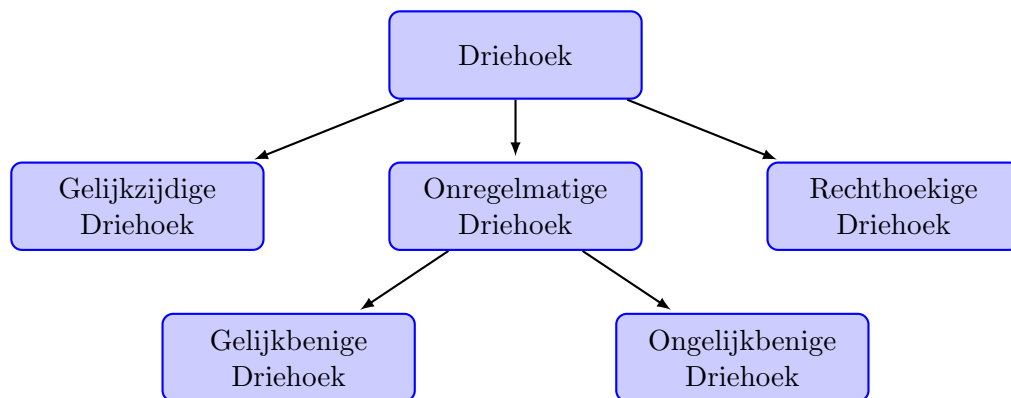 Driehoek
Gelijkzijdige
Driehoek
Onregelmatige
Driehoek
Rechthoekige
Driehoek
Gelijkbenige
Driehoek
Ongelijkbenige
Driehoek